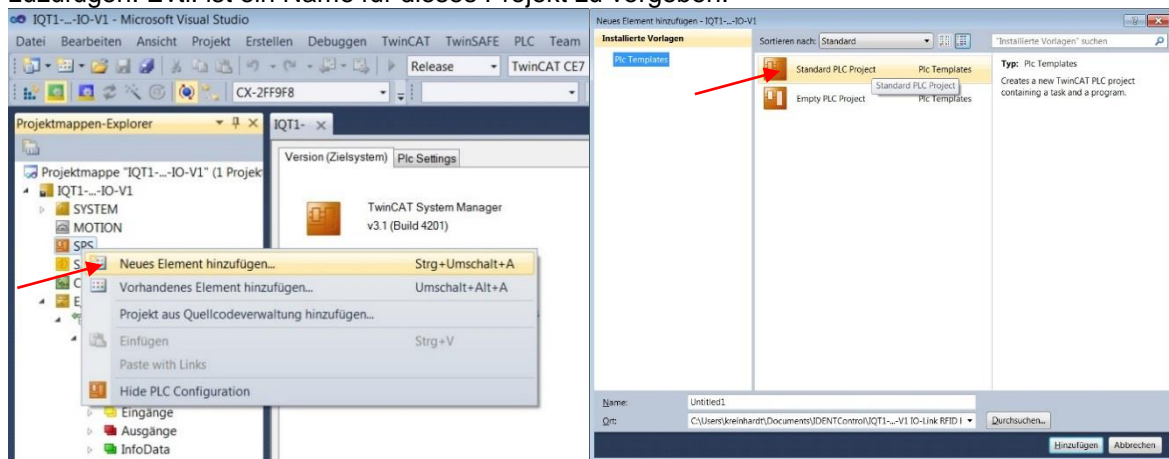 zuzufügen. Evtl. ist ein Name für dieses Projekt zu vorgeben.
IQT1-...-IO-V1 - Microsoft Visual Studio
Datei Bearbeiten Ansicht Projekt Erstellen Debuggen TwinCAT TwinSAFE PLC Team
Release TwinCAT CE7
CX-2FF9F8
Projektmappen-Explorer
IQT1-
Projektmappe "IQT1-...-IO-V1" (1 Projek
IQT1-...-IO-V1
SYSTEM
MOTION
SPS
S
C
E
Version (Zielsystem) Plc Settings
TwinCAT System Manager
v3.1 (Build 4201)
Neues Element hinzufügen... Strg+Umschalt+A
Vorhandenes Element hinzufügen... Umschalt+Alt+A
Projekt aus Quellcodeverwaltung hinzufügen...
Einfügen Strg+V
Paste with Links
Hide PLC Configuration
Eingänge
Ausgänge
InfoData
Neues Element hinzufügen - IQT1-...-IO-V1
Installierte Vorlagen
Sortieren nach: Standard
"Installierte Vorlagen" suchen
Plc Templates
Standard PLC Project Plc Templates
Standard PLC Project
Empty PLC Project Plc Templates
Typ: Plc Templates
Creates a new TwinCAT PLC project
containing a task and a program.
Name: Untitled1
Ort: C:\Users\kreinhardt\Documents\IDENTControl\IQT1-...-V1 IO-Link RFID I
Durchsuchen...
Hinzufügen Abbrechen